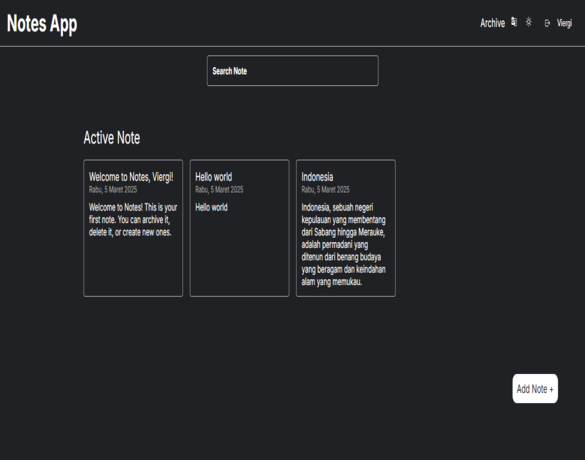 Notes App
Archive
Viergi
Search Note
Active Note
Welcome to Notes, Viergi!
Rabu, 5 Maret 2025
Welcome to Notes! This is your
first note. You can archive it,
delete it, or create new ones.
Hello world
Rabu, 5 Maret 2025
Hello world
Indonesia
Rabu, 5 Maret 2025
Indonesia, sebuah negeri
kepulauan yang membentang
dari Sabang hingga Merauke,
adalah permadani yang
ditenun dari benang budaya
yang beragam dan keindahan
alam yang memukau.
Add Note +